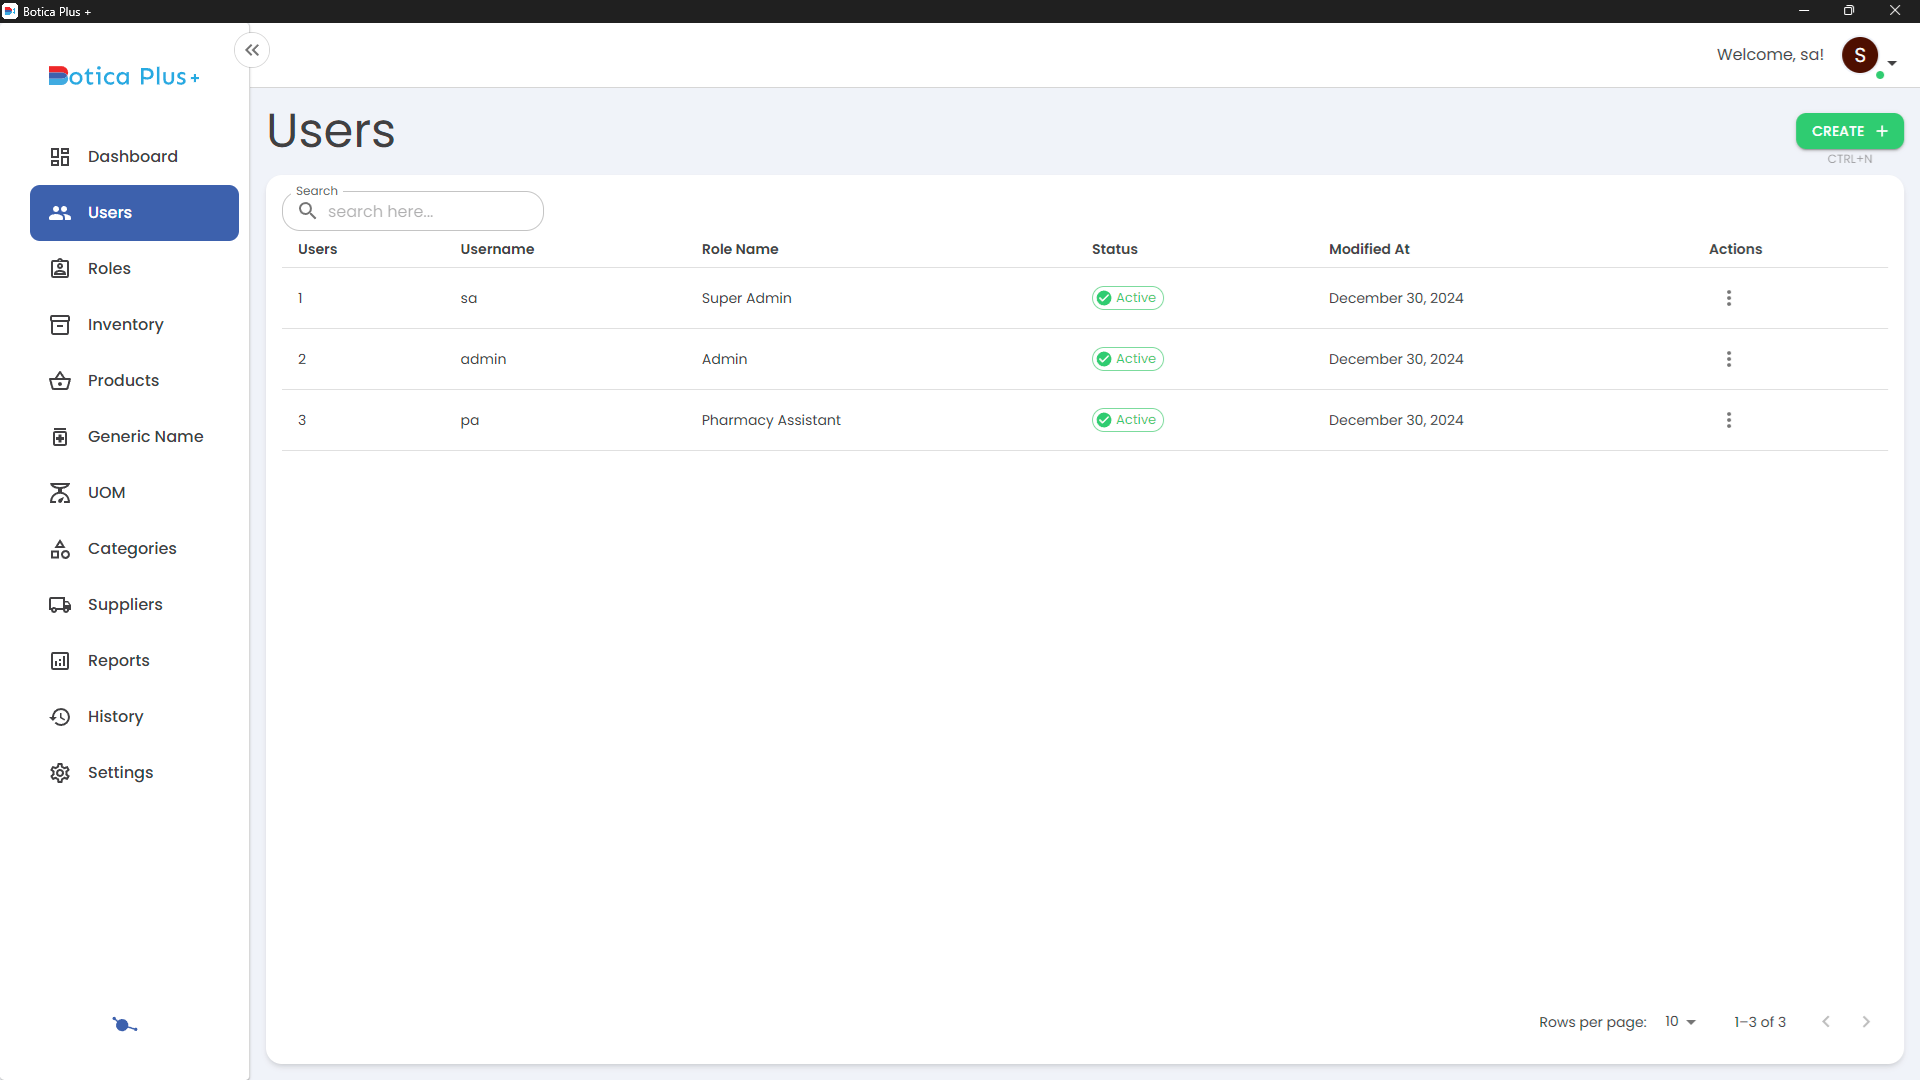 Botica Plus +
Botica Plus+
Welcome, sa!
S
Dashboard
Users
Roles
Inventory
Products
Generic Name
UOM
Categories
Suppliers
Reports
History
Settings
Users
CREATE +
CTRL+N
Search
search here...
Users Username Role Name Status Modified At Actions
1 sa Super Admin Active December 30, 2024
2 admin Admin Active December 30, 2024
3 pa Pharmacy Assistant Active December 30, 2024
Rows per page: 10 1–3 of 3